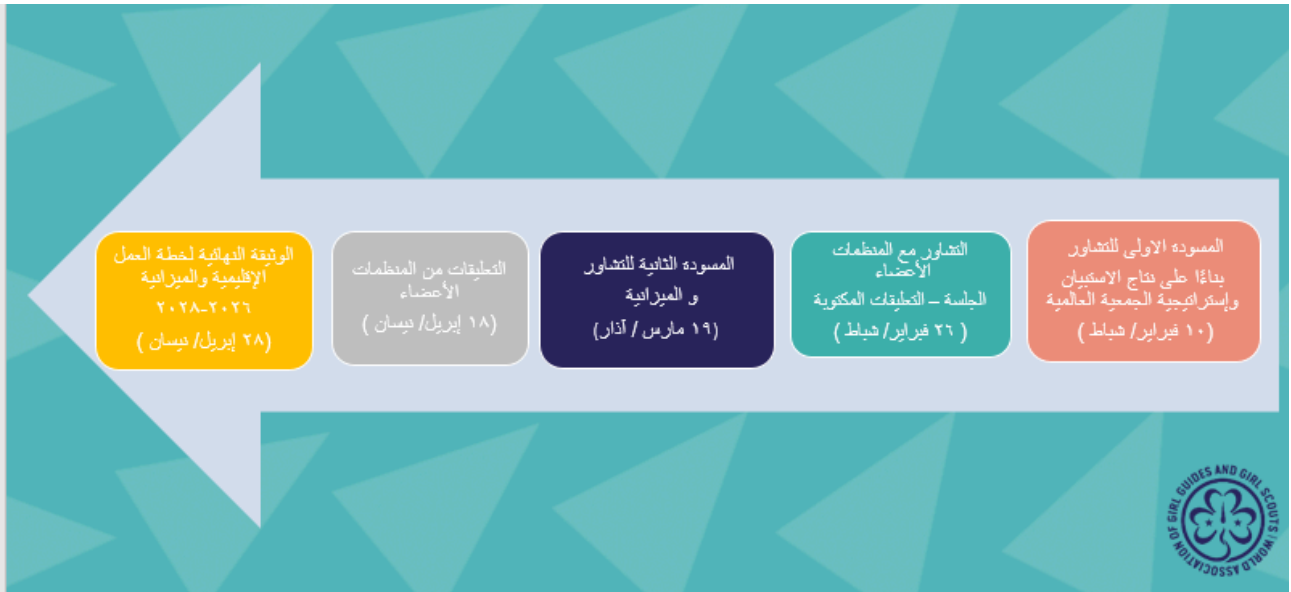 المسوده الاولى للتشاور
بناءًا على نتاج الاستبيان
وإستراتيجية الجمعية العالمية
(١٠ فبراير/ شباط )
التشاور مع المنظمات
الأعضاء
الجلسة – التعليقات المكتوبة
( ٢٦ فبراير/ شباط )
المسودة الثانية للتشاور
و الميزانية
(١٩ مارس / آذار)
التعليقات من المنظمات
الأعضاء
(١٨ إبريل/ نيسان )
الوثيقة النهائية لخطة العمل
الإقليمية والميزانية
٢٠٢٦-٢٠٢٨
(٢٨ إبريل/ نيسان )
WORLD ASSOCIATION OF GIRL GUIDES AND GIRL SCOUTS